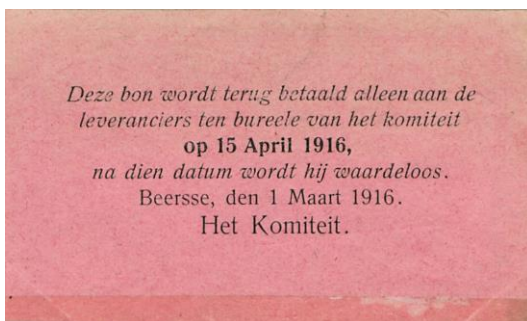 Deze bon wordt terug betaald alleen aan de
leveranciers ten bureele van het komiteit
op 15 April 1916,
na dien datum wordt hij waardeloos.
Beersse, den 1 Maart 1916.
Het Komiteit.